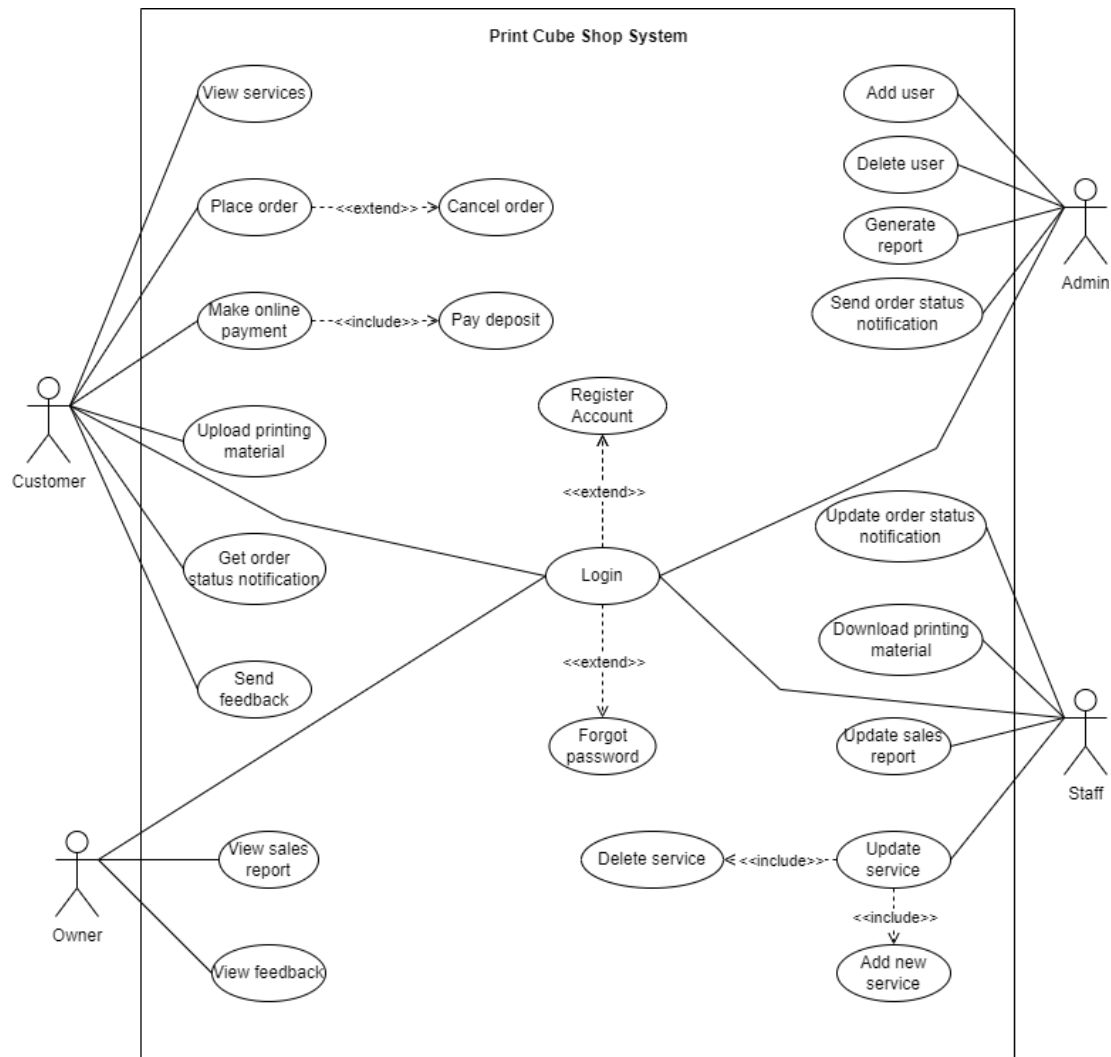 Print Cube Shop System
View services
Add user
Delete user
Place order
<<extend>>
Cancel order
Generate
report
Admin
Make online
payment
<<include>>
Pay deposit
Send order status
notification
Register
Account
Customer
Upload printing
material
<<extend>>
Update order status
notification
Get order
status notification
Login
Download printing
material
<<extend>>
Send
feedback
Forgot
password
Update sales
report
Staff
View sales
report
Delete service
<<include>>
Update
service
<<include>>
Owner
View feedback
Add new
service